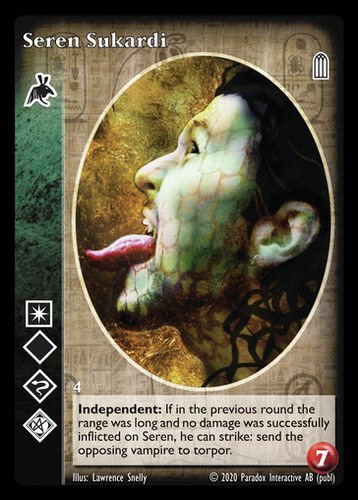 Seren Sukardi
4
Independent: If in the previous round the
range was long and no damage was successfully
inflicted on Seren, he can strike: send the
opposing vampire to torpor.
7
Illus: Lawrence Snelly © 2020 Paradox Interactive AB (publ)